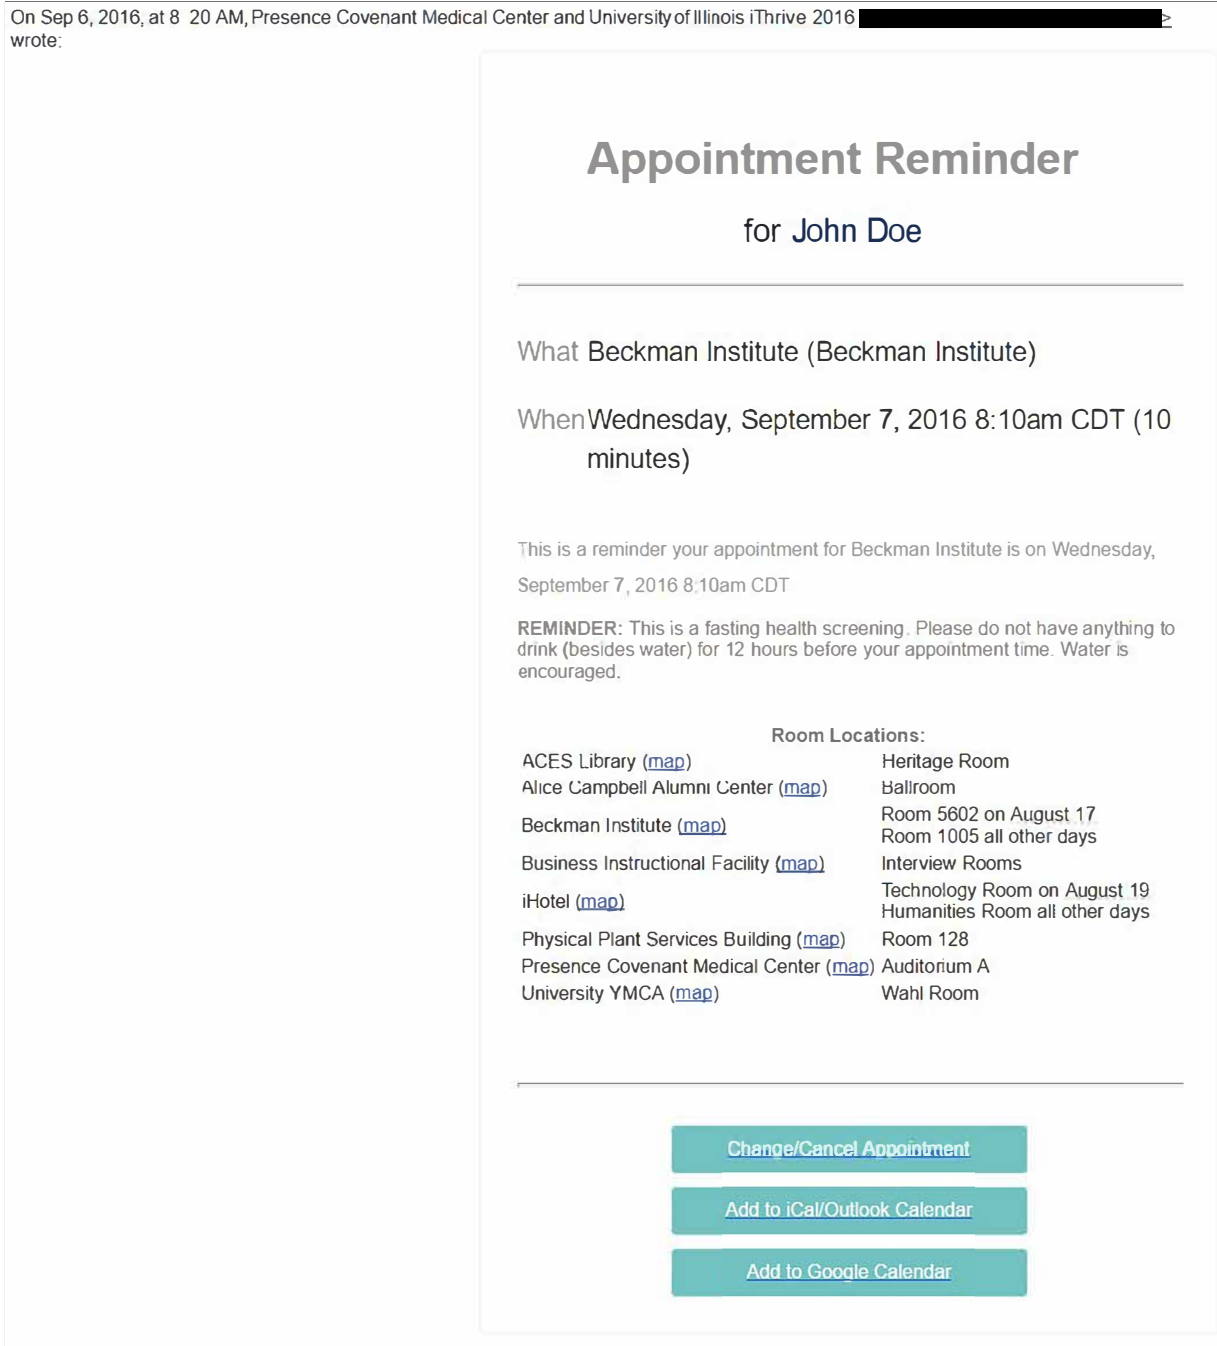 On Sep 6, 2016, at 8 20 AM, Presence Covenant Medical Center and University of Illinois iThrive 2016 >
wrote:
Appointment Reminder
for John Doe
What Beckman Institute (Beckman Institute)
When Wednesday, September 7, 2016 8:10am CDT (10
minutes)
This is a reminder your appointment for Beckman Institute is on Wednesday,
September 7, 2016 8:10am CDT
REMINDER: This is a fasting health screening. Please do not have anything to
drink (besides water) for 12 hours before your appointment time. Water is
encouraged.
Room Locations:
ACES Library (map) Heritage Room
Alice Campbell Alumni Center (map) Ballroom
Beckman Institute (map) Room 5602 on August 17
Room 1005 all other days
Business Instructional Facility (map) Interview Rooms
iHotel (map) Technology Room on August 19
Humanities Room all other days
Physical Plant Services Building (map) Room 128
Presence Covenant Medical Center (map) Auditorium A
University YMCA (map) Wahl Room
Change/Cancel Appointment
Add to iCal/Outlook Calendar
Add to Google Calendar